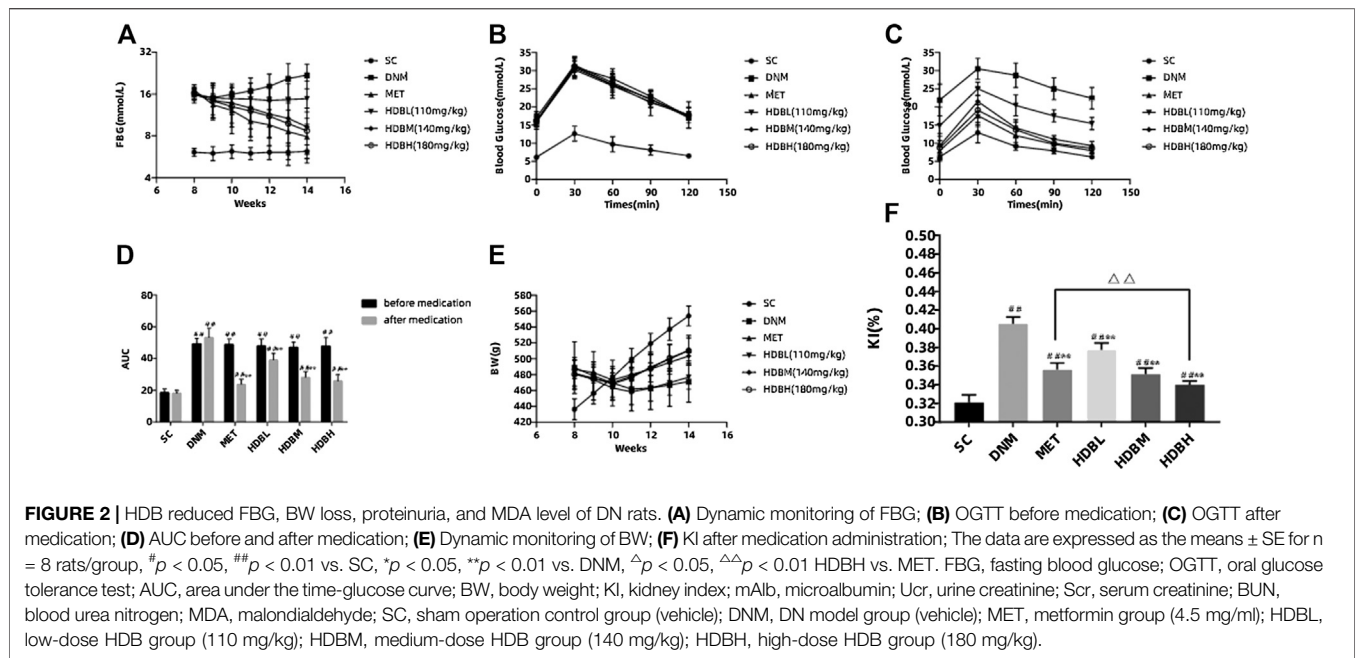 A
32
16
8
4
FBG(mmol/L)
6
8
10
12
14
16
Weeks
SC
DNM
MET
HDBL(110mg/kg)
HDBM(140mg/kg)
HDBH(180mg/kg)
B
35
30
25
20
15
10
5
0
Blood Glucose(mmol/L)
0
30
60
90
120
150
Times(min)
SC
DNM
MET
HDBL(110mg/kg)
HDBM(140mg/kg)
HDBH(180mg/kg)
C
35
30
25
20
15
10
5
0
Blood Glucose(mmol/L)
0
30
60
90
120
150
Times(min)
SC
DNM
MET
HDBL(110mg/kg)
HDBM(140mg/kg)
HDBH(180mg/kg)
D
80
60
40
20
0
AUC
SC
DNM
MET
HDBL
HDBM
HDBH
before medication
after medication
E
580
560
540
520
500
480
460
440
420
BW(g)
6
8
10
12
14
16
Weeks
SC
DNM
MET
HDBL(110mg/kg)
HDBM(140mg/kg)
HDBH(180mg/kg)
F
0.50
0.48
0.46
0.44
0.42
0.40
0.38
0.36
0.34
0.32
0.30
KI(%)
△△
##
##**
##**
##**
##**
SC
DNM
MET
HDBL
HDBM
HDBH
FIGURE 2 | HDB reduced FBG, BW loss, proteinuria, and MDA level of DN rats. (A) Dynamic monitoring of FBG; (B) OGTT before medication; (C) OGTT after
medication; (D) AUC before and after medication; (E) Dynamic monitoring of BW; (F) KI after medication administration; The data are expressed as the means ± SE for n
= 8 rats/group, #p < 0.05, ##p < 0.01 vs. SC, *p < 0.05, **p < 0.01 vs. DNM, △p < 0.05, △△p < 0.01 HDBH vs. MET. FBG, fasting blood glucose; OGTT, oral glucose
tolerance test; AUC, area under the time-glucose curve; BW, body weight; KI, kidney index; mAlb, microalbumin; Ucr, urine creatinine; Scr, serum creatinine; BUN,
blood urea nitrogen; MDA, malondialdehyde; SC, sham operation control group (vehicle); DNM, DN model group (vehicle); MET, metformin group (4.5 mg/ml); HDBL,
low-dose HDB group (110 mg/kg); HDBM, medium-dose HDB group (140 mg/kg); HDBH, high-dose HDB group (180 mg/kg).